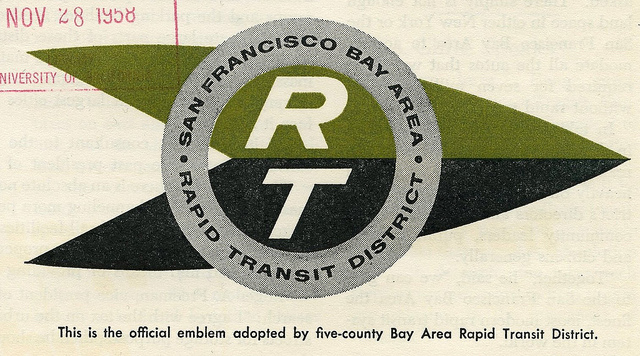 NOV 28 1958
NIVERSITY OF
SAN FRANCISCO BAY AREA
R
T
• RAPID TRANSIT DISTRICT •
This is the official emblem adopted by five-county Bay Area Rapid Transit District.